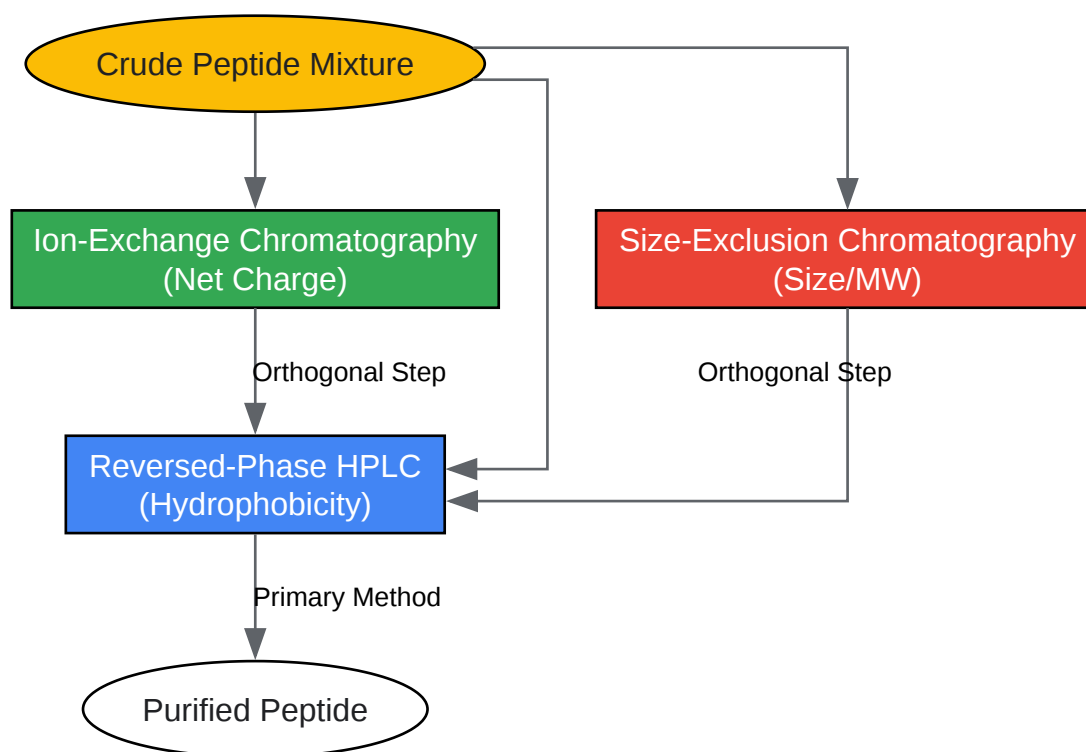 Crude Peptide Mixture
Ion-Exchange Chromatography
(Net Charge)
Size-Exclusion Chromatography
(Size/MW)
Orthogonal Step
Orthogonal Step
Reversed-Phase HPLC
(Hydrophobicity)
Primary Method
Purified Peptide